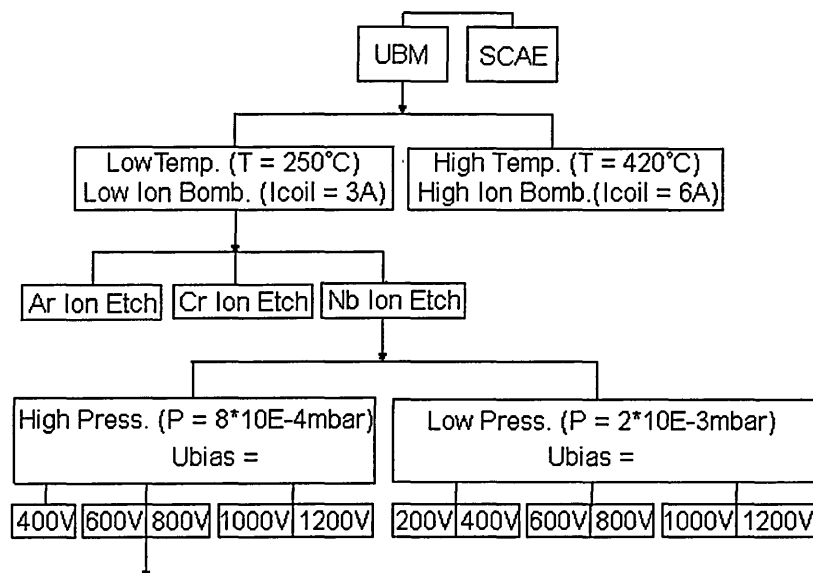 UBM SCAE
LowTemp. (T = 250°C)
Low Ion Bomb. (Icoil = 3A)
High Temp. (T = 420°C)
High Ion Bomb.(Icoil = 6A)
Ar Ion Etch Cr Ion Etch Nb Ion Etch
High Press. (P = 8*10E-4mbar)
Ubias =
Low Press. (P = 2*10E-3mbar)
Ubias =
400V 600V 800V 1000V 1200V
200V 400V 600V 800V 1000V 1200V